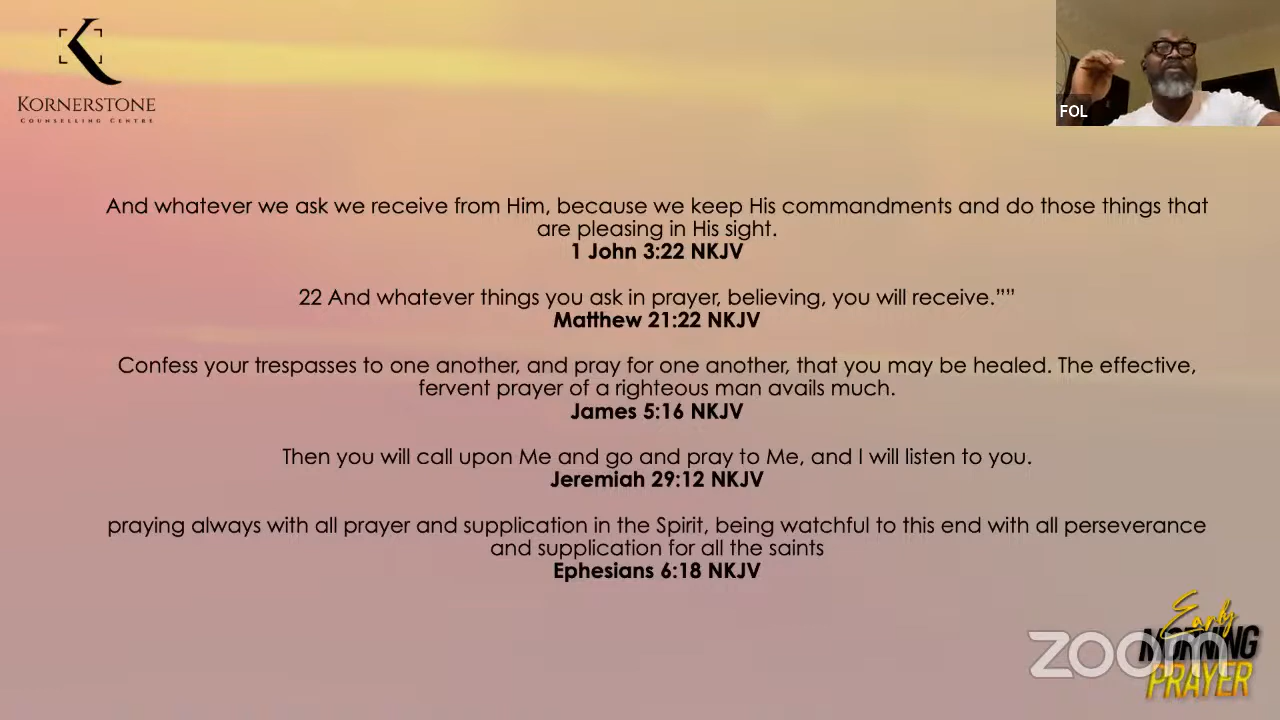 KORNERSTONE
COUNSELLING CENTRE
FOL
And whatever we ask we receive from Him, because we keep His commandments and do those things that
are pleasing in His sight.
1 John 3:22 NKJV
22 And whatever things you ask in prayer, believing, you will receive.””
Matthew 21:22 NKJV
Confess your trespasses to one another, and pray for one another, that you may be healed. The effective,
fervent prayer of a righteous man avails much.
James 5:16 NKJV
Then you will call upon Me and go and pray to Me, and I will listen to you.
Jeremiah 29:12 NKJV
praying always with all prayer and supplication in the Spirit, being watchful to this end with all perseverance
and supplication for all the saints
Ephesians 6:18 NKJV
Early
MORNING
PRAYER
zoom